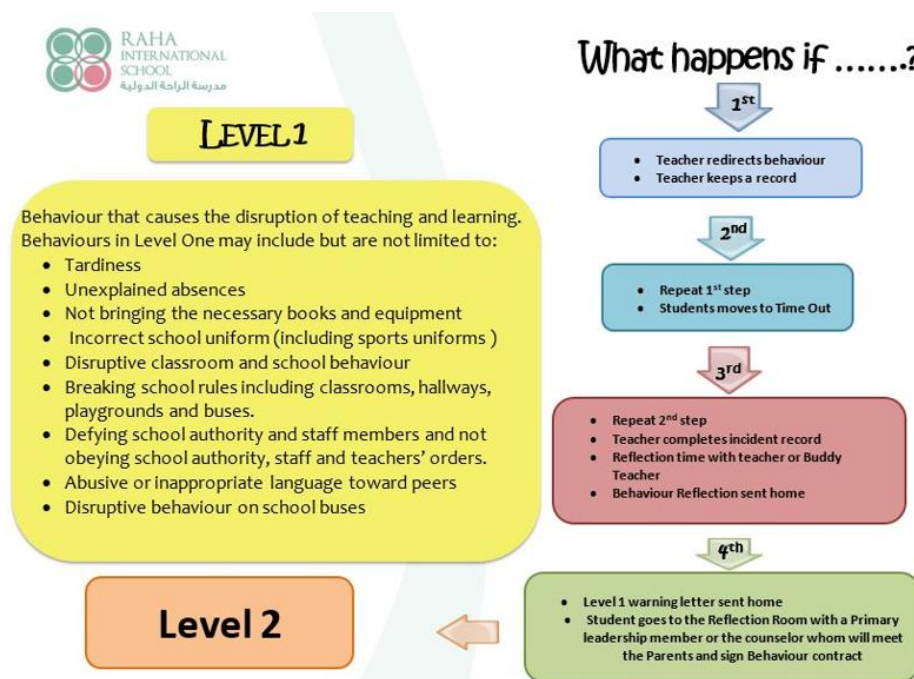 RAHA
INTERNATIONAL
SCHOOL
مدرسة الراحة الدولية
LEVEL 1
Behaviour that causes the disruption of teaching and learning.
Behaviours in Level One may include but are not limited to:
• Tardiness
• Unexplained absences
• Not bringing the necessary books and equipment
• Incorrect school uniform (including sports uniforms )
• Disruptive classroom and school behaviour
• Breaking school rules including classrooms, hallways,
playgrounds and buses.
• Defying school authority and staff members and not
obeying school authority, staff and teachers' orders.
• Abusive or inappropriate language toward peers
• Disruptive behaviour on school buses
What happens if .......?
1st
• Teacher redirects behaviour
• Teacher keeps a record
2nd
• Repeat 1st step
• Students moves to Time Out
3rd
• Repeat 2nd step
• Teacher completes incident record
• Reflection time with teacher or Buddy
Teacher
• Behaviour Reflection sent home
4th
• Level 1 warning letter sent home
• Student goes to the Reflection Room with a Primary
leadership member or the counselor whom will meet
the Parents and sign Behaviour contract
Level 2